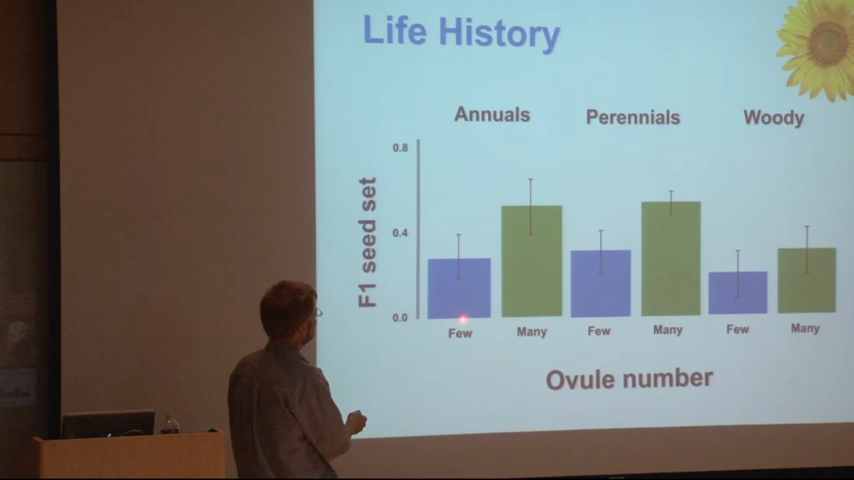 Life History
Annuals Perennials Woody
0.8
0.4
0.0
F1 seed set
Few Many Few Many Few Many
Ovule number